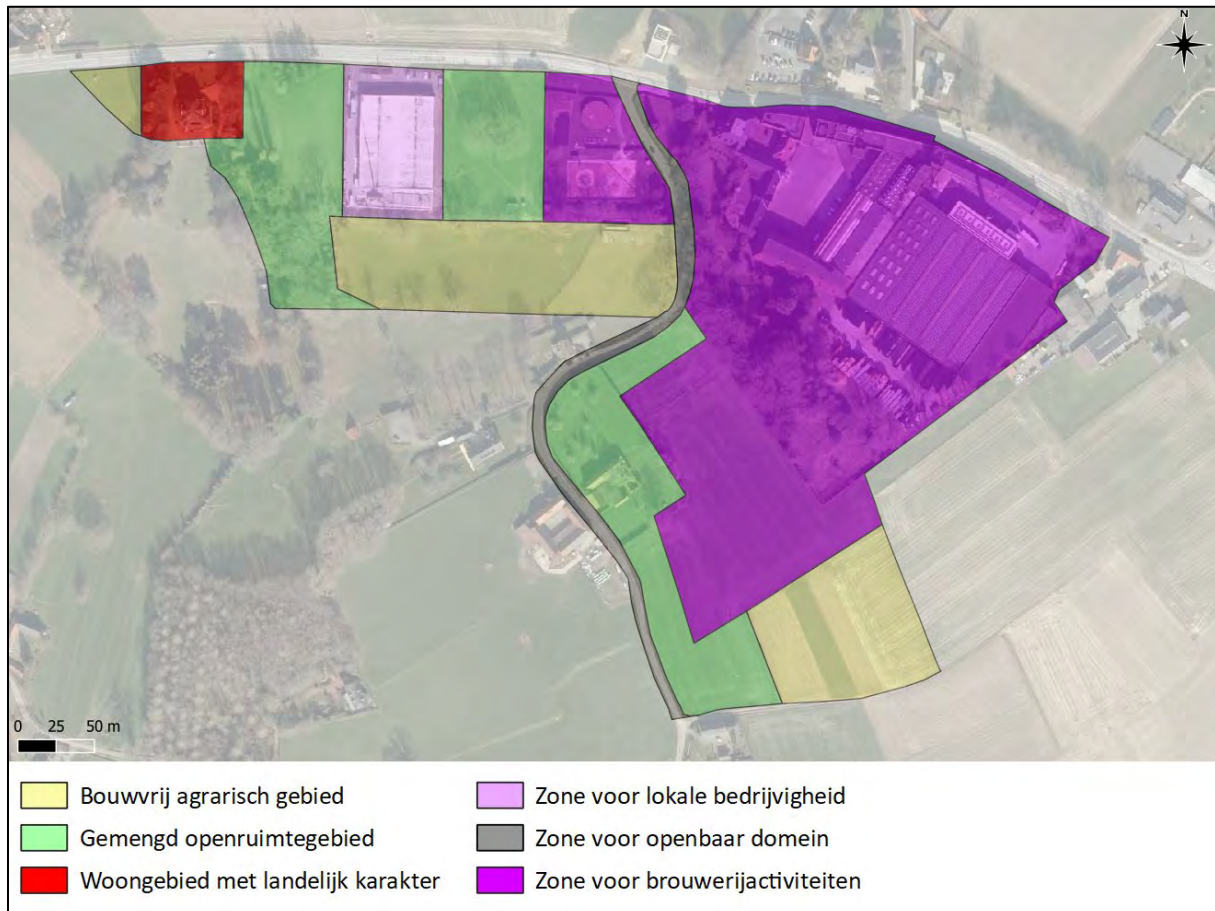 N
0 25 50 m
Bouwvrij agrarisch gebied
Gemengd openruimtegebied
Woongebied met landelijk karakter
Zone voor lokale bedrijvigheid
Zone voor openbaar domein
Zone voor brouwerijactiviteiten